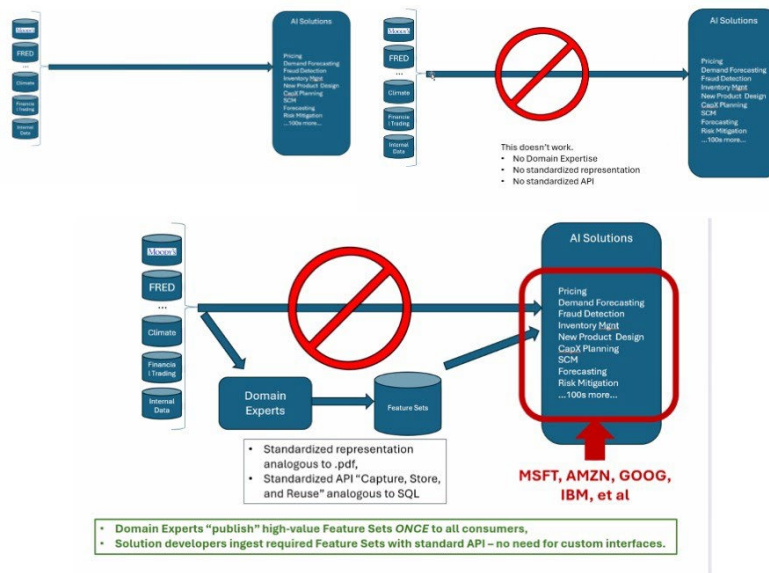 Moody's
FRED
...
Climate
Financia
l Trading
Internal
Data
AI Solutions
Pricing
Demand Forecasting
Fraud Detection
Inventory Mgnt
New Product Design
CapX Planning
SCM
Forecasting
Risk Mitigation
...100s more...
Moody's
FRED
...
Climate
Financia
l Trading
Internal
Data
This doesn't work.
• No Domain Expertise
• No standardized representation
• No standardized API
AI Solutions
Pricing
Demand Forecasting
Fraud Detection
Inventory Mgnt
New Product Design
CapX Planning
SCM
Forecasting
Risk Mitigation
...100s more...
Moody's
FRED
...
Climate
Financia
l Trading
Internal
Data
Domain
Experts
Feature Sets
• Standardized representation
analogous to .pdf,
• Standardized API "Capture, Store,
and Reuse" analogous to SQL
AI Solutions
Pricing
Demand Forecasting
Fraud Detection
Inventory Mgnt
New Product Design
CapX Planning
SCM
Forecasting
Risk Mitigation
...100s more...
MSFT, AMZN, GOOG,
IBM, et al
• Domain Experts "publish" high-value Feature Sets ONCE to all consumers,
• Solution developers ingest required Feature Sets with standard API – no need for custom interfaces.